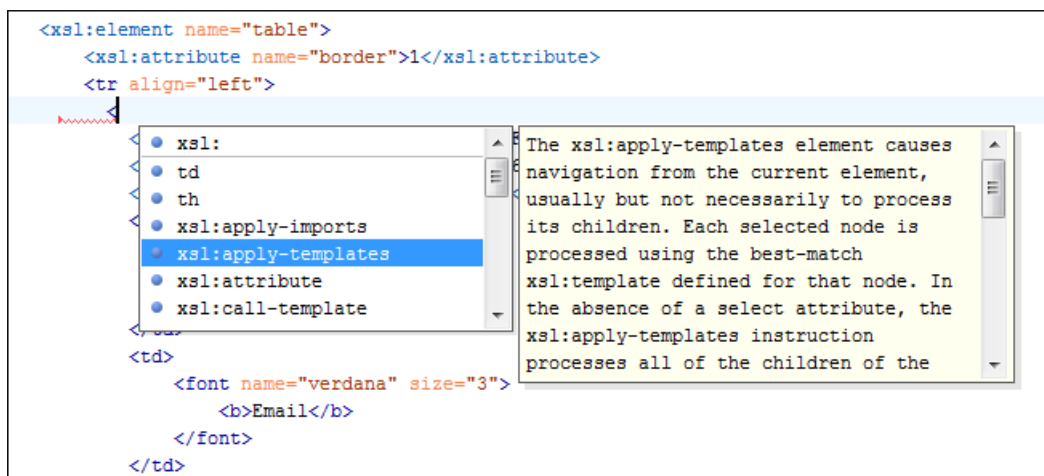 <xsl:element name="table">
<xsl:attribute name="border">1</xsl:attribute>
<tr align="left">
<
xsl:
td
th
xsl:apply-imports
xsl:apply-templates
xsl:attribute
xsl:call-template
The xsl:apply-templates element causes
navigation from the current element,
usually but not necessarily to process
its children. Each selected node is
processed using the best-match
xsl:template defined for that node. In
the absence of a select attribute, the
xsl:apply-templates instruction
processes all of the children of the
<td>
<font name="verdana" size="3">
<b>Email</b>
</font>
</td>